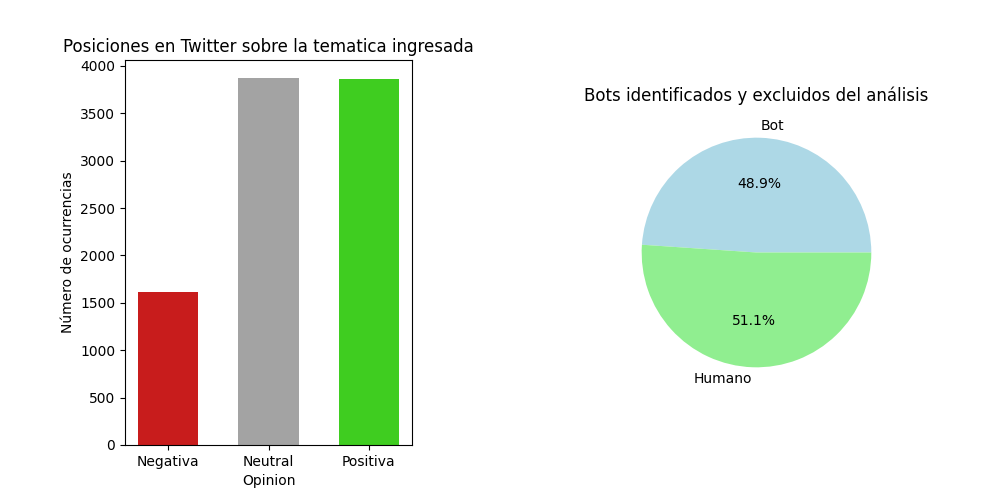 Posiciones en Twitter sobre la tematica ingresada
Número de ocurrencias
4000
3500
3000
2500
2000
1500
1000
500
0
Negativa
Neutral
Positiva
Opinion
Bots identificados y excluidos del análisis
Bot
48.9%
51.1%
Humano